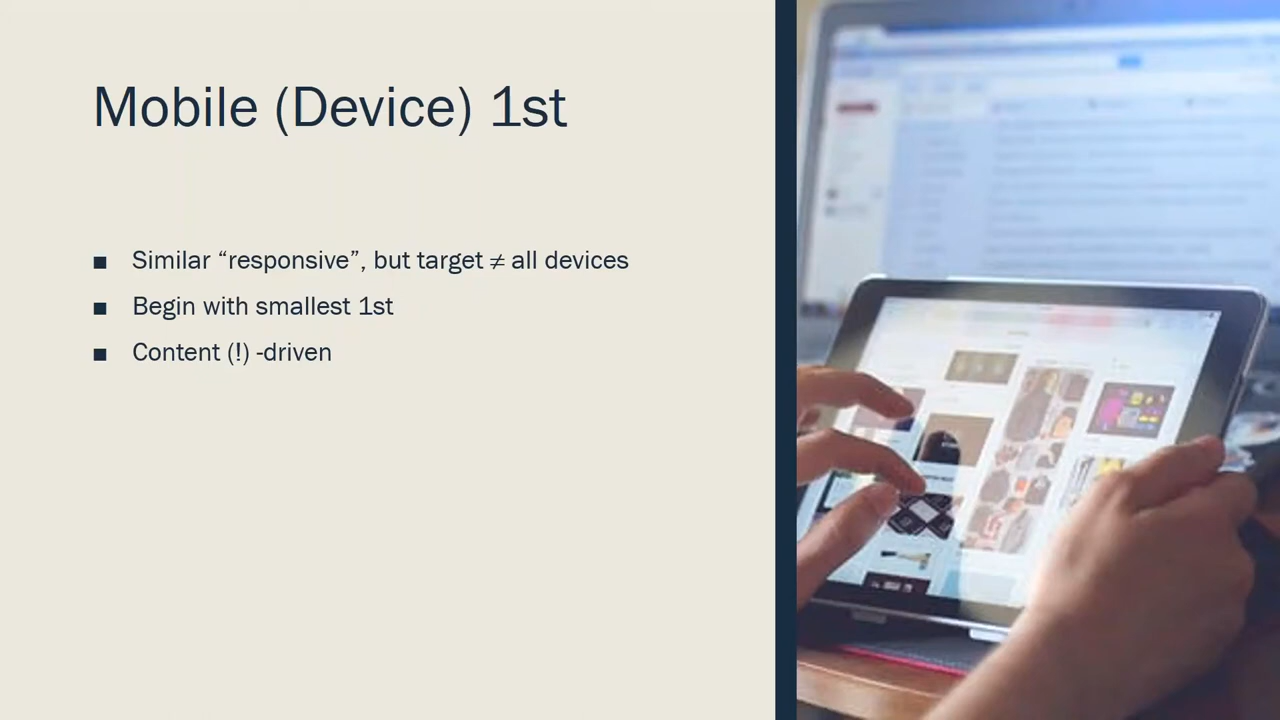 Mobile (Device) 1st
■ Similar “responsive”, but target ≠ all devices
■ Begin with smallest 1st
■ Content (!) -driven